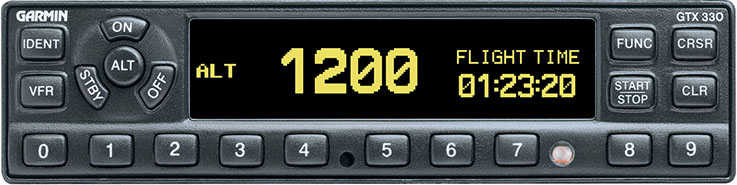 GARMIN
GTX 330
IDENT
ON
ALT
STBY
OFF
VFR
ALT
1200
FLIGHT TIME
01:23:20
FUNC
CRSR
START
STOP
CLR
0 1 2 3 4 5 6 7 8 9